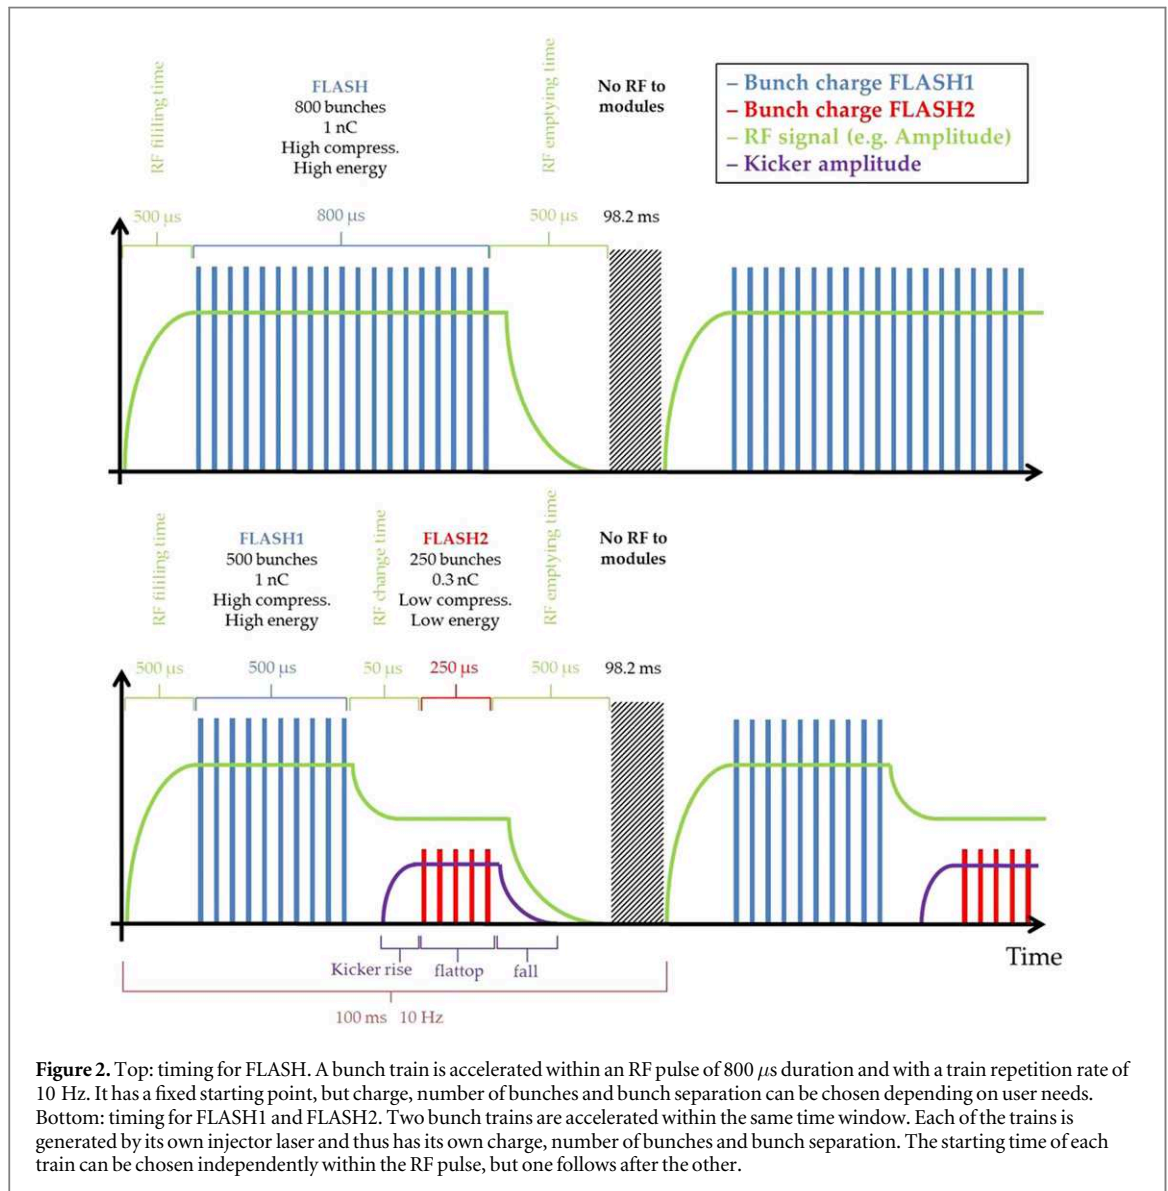 RF fililing time
FLASH
800 bunches
1 nC
High compress.
High energy
RF emptying time
No RF to
modules
– Bunch charge FLASH1
– Bunch charge FLASH2
– RF signal (e.g. Amplitude)
– Kicker amplitude
500 µs
800 µs
500 µs
98.2 ms
RF fililing time
FLASH1
500 bunches
1 nC
High compress.
High energy
RF change time
FLASH2
250 bunches
0.3 nC
Low compress.
Low energy
RF emptying time
No RF to
modules
500 µs
500 µs
50 µs
250 µs
500 µs
98.2 ms
Time
Kicker rise
flattop
fall
100 ms 10 Hz
Figure 2. Top: timing for FLASH. A bunch train is accelerated within an RF pulse of 800 µs duration and with a train repetition rate of
10 Hz. It has a fixed starting point, but charge, number of bunches and bunch separation can be chosen depending on user needs.
Bottom: timing for FLASH1 and FLASH2. Two bunch trains are accelerated within the same time window. Each of the trains is
generated by its own injector laser and thus has its own charge, number of bunches and bunch separation. The starting time of each
train can be chosen independently within the RF pulse, but one follows after the other.